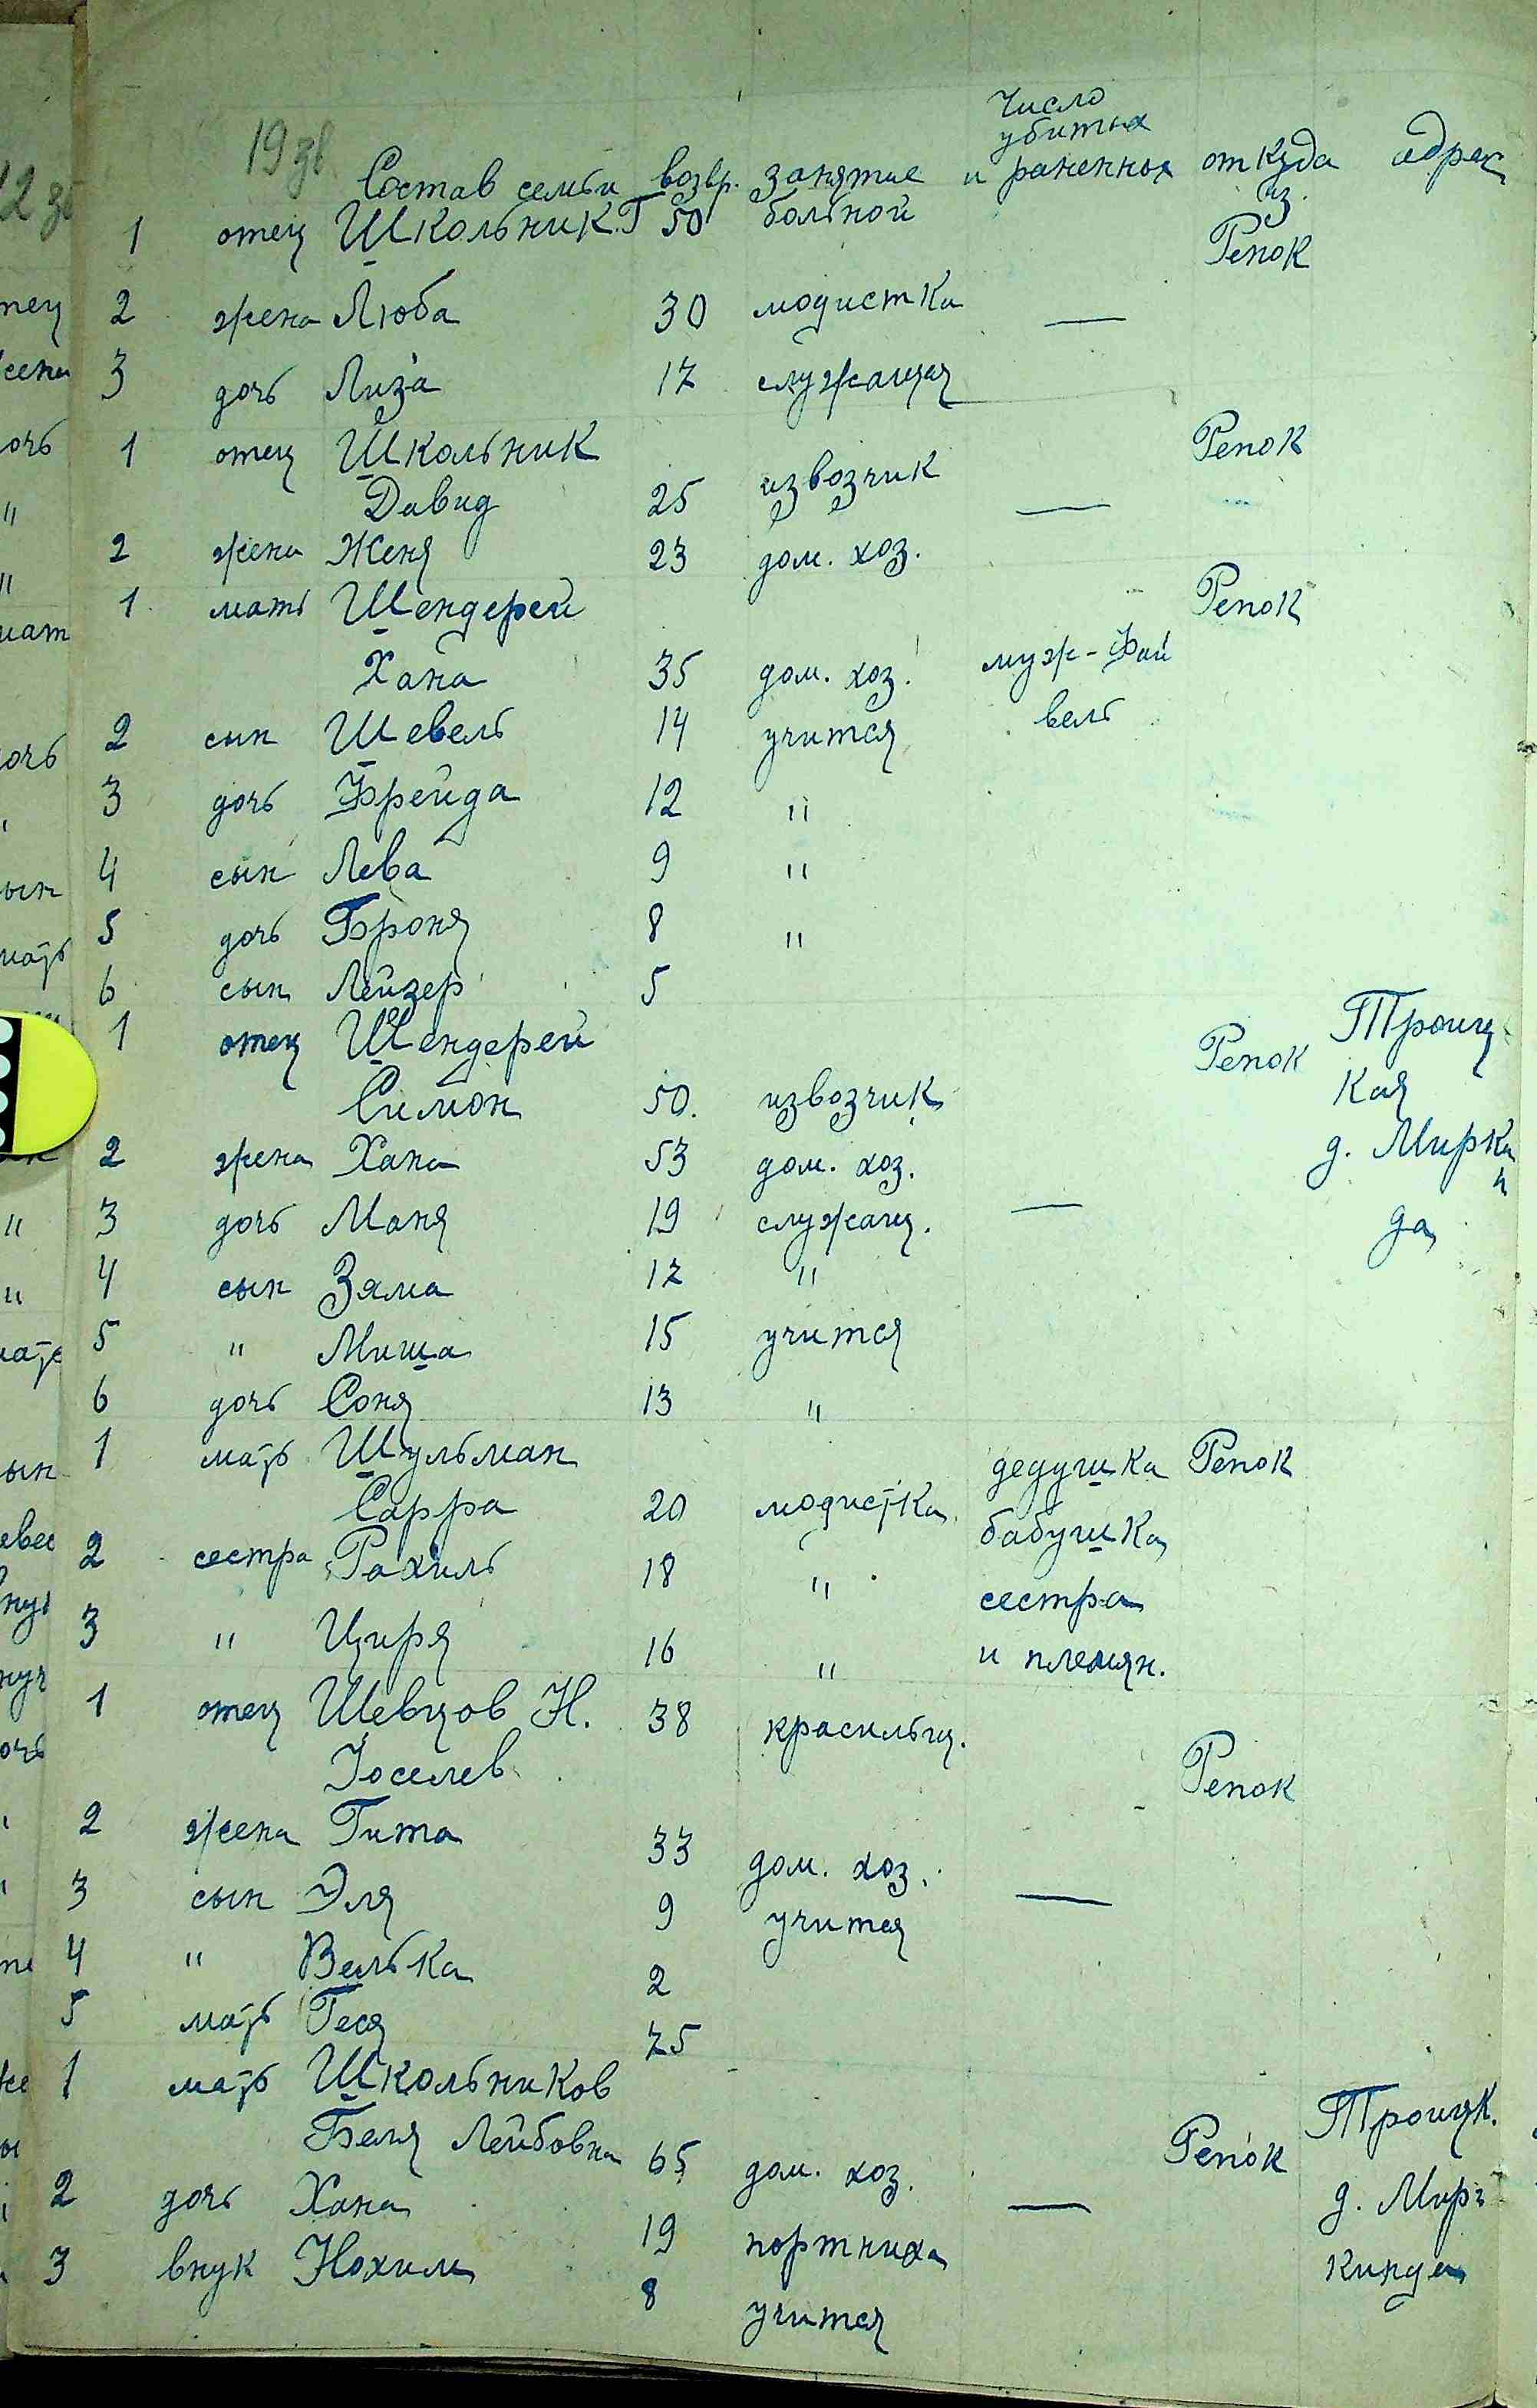 19 зв
Число
убитых
Состав семьи возвр. занятие и раненных откуда адрес
из.
1 отец Школьник.Г 50 больной Репок
2 жена Люба 30 модистка —
3 дочь Лиза 17 служащая
1 отец Школьник Репок
Давид 25 извозчик —
2 жена Женя 23 дом. хоз.
1 мать Шендерей Репок
Хана 35 дом. хоз. муж-Фай
2 сын Шевель 14 учится вель
3 дочь Фрейда 12 "
4 сын Лева 9 "
5 дочь Броня 8 "
6 сын Лейзер 5
1 отец Шендерей Репок Троиц
Симон 50. извозчик кая
2 жена Хана 53 дом. хоз. д. Мирки
н
3 дочь Маня 19 служащ. — да
4 сын Зяма 17 "
5 " Миша 15 учится
6 дочь Соня 13 "
1 мать Шульман дедушка Репок
Сарра 20 модистка бабушка
2 сестра Рахиль 18 " сестра
3 " Циря 16 " и племян.
1 отец Шевцов Н. 38 красильщ.
Иоселев Репок
2 жена Гита 33 дом. хоз.
3 сын Эля 9 учится —
4 " Велька 2
5 мать Геся 75
1 мать Школьников Троицк.
Беля Лейбовна 65 дом. хоз. Репок
2 дочь Хана 19 портниха — д. Мир
3 внук Нохим 8 учится кинда